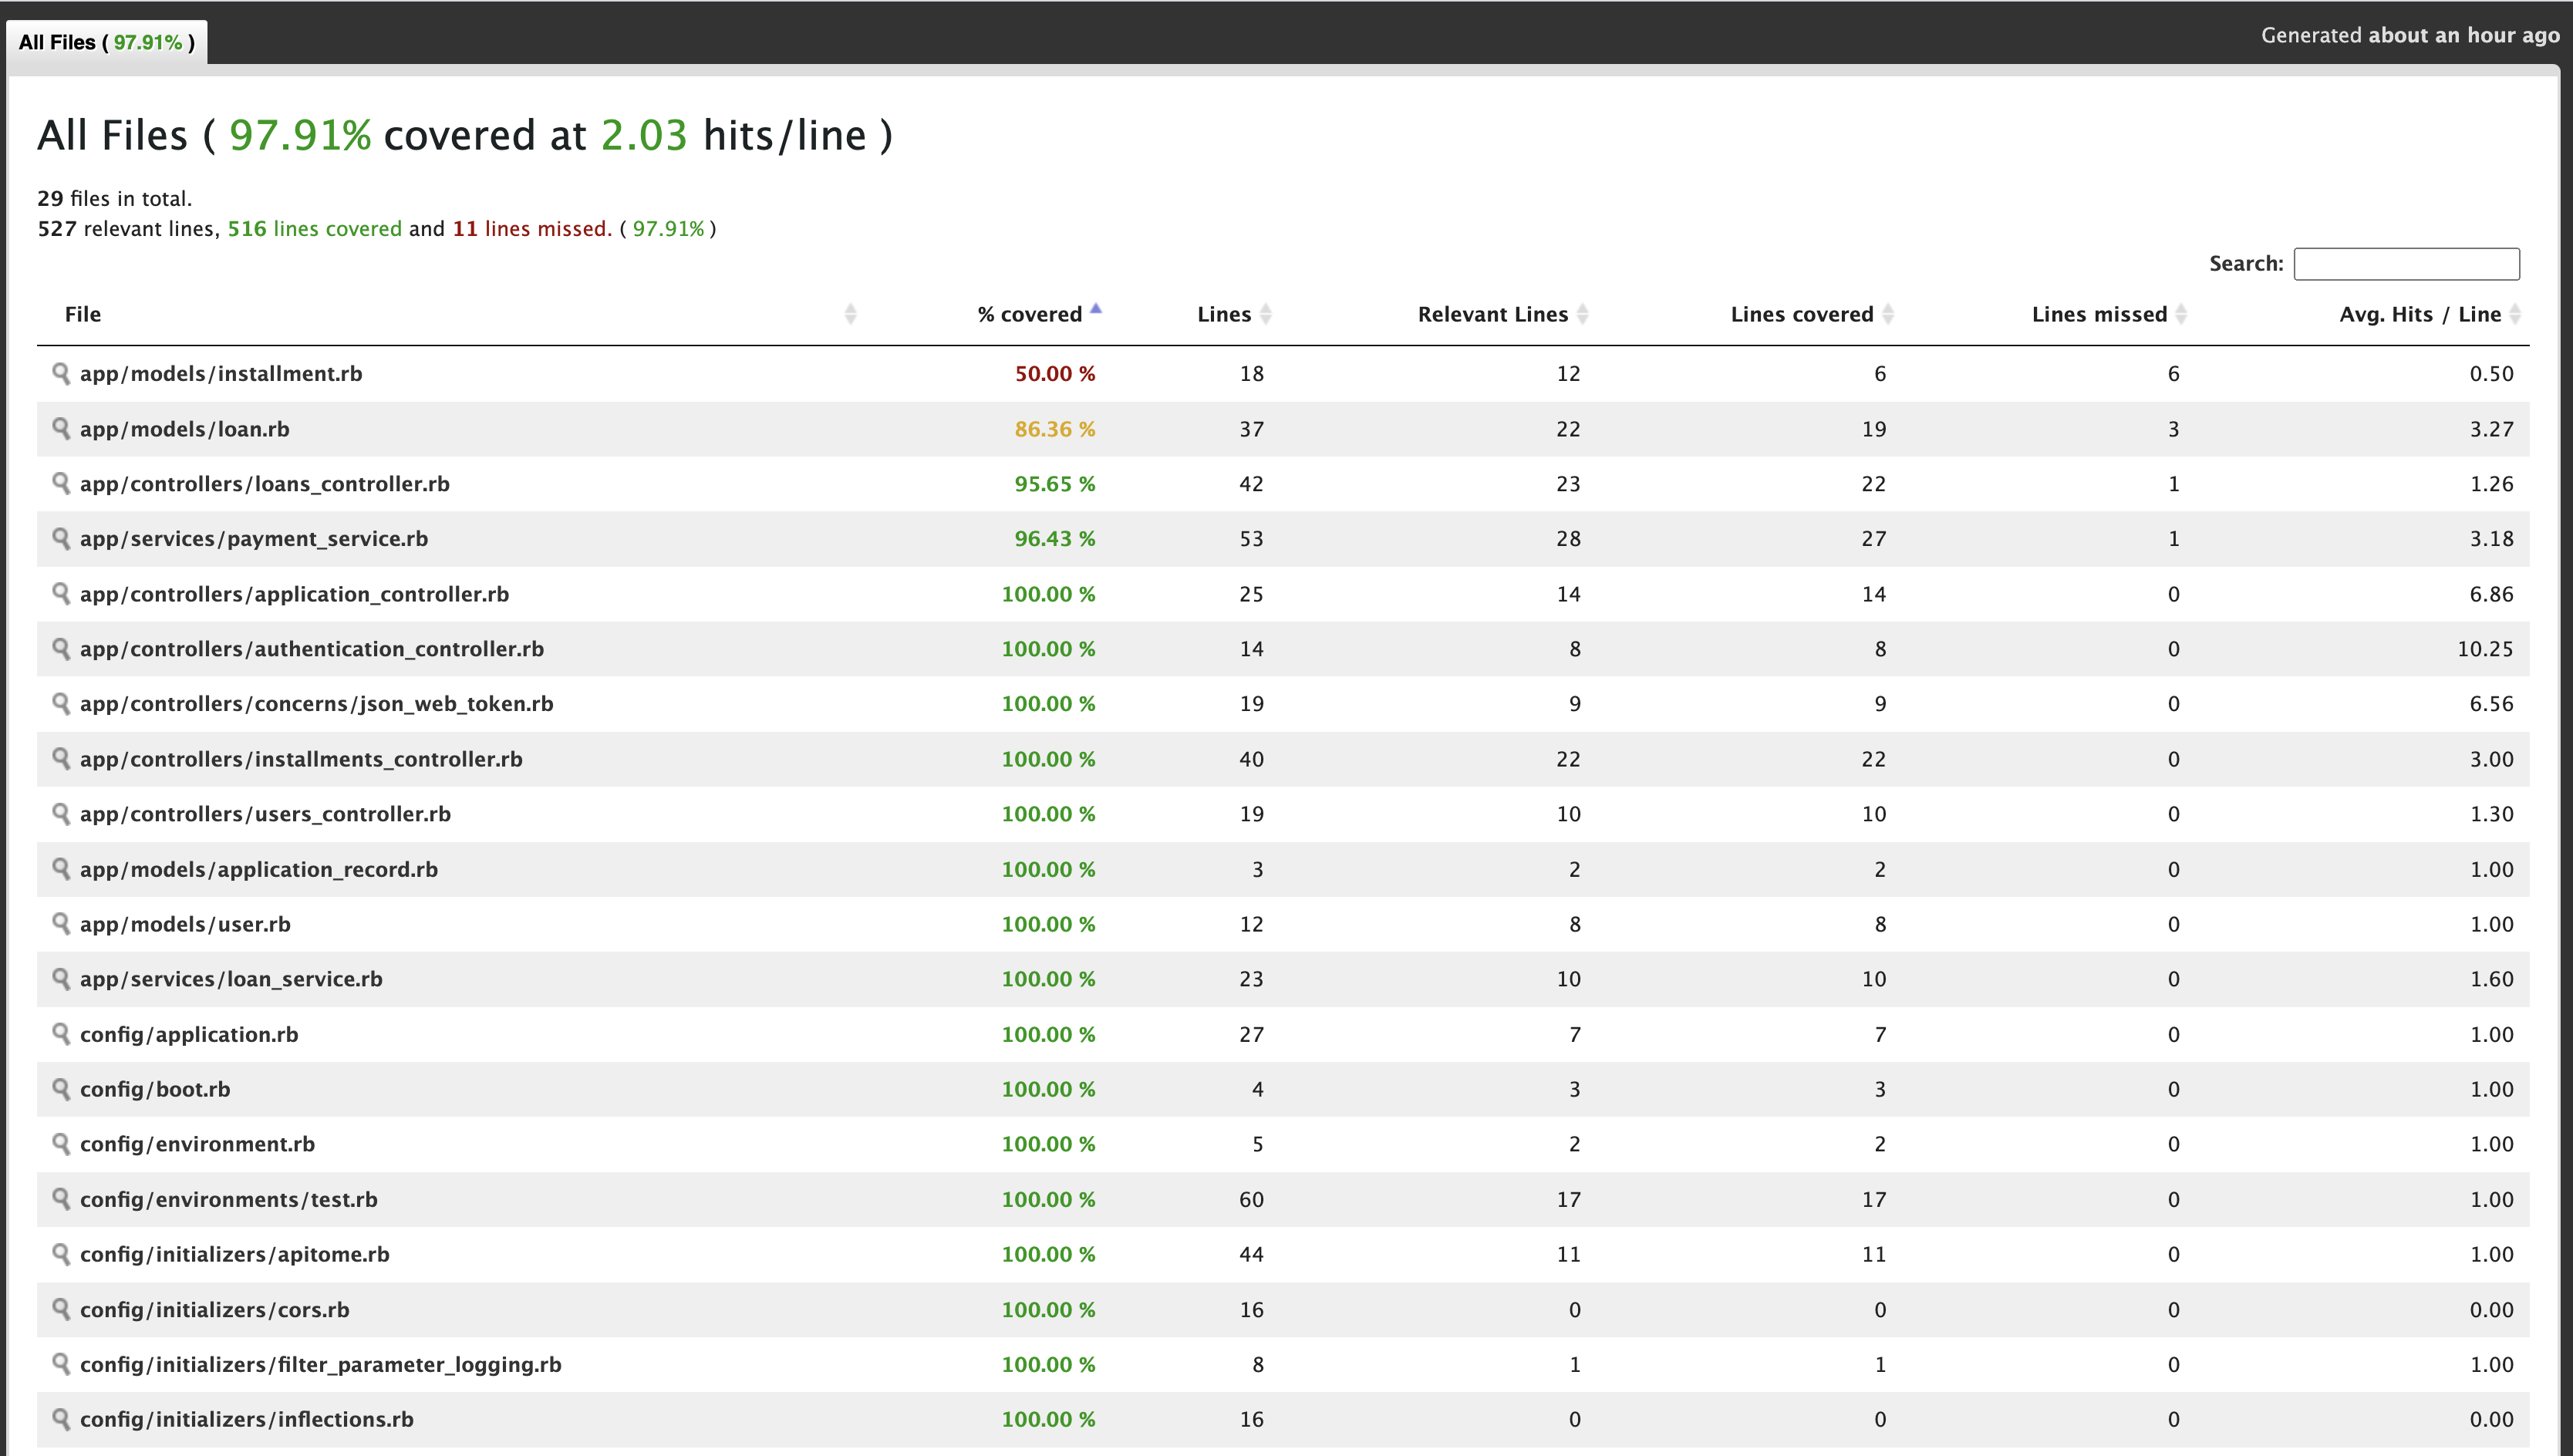 All Files ( 97.91% )
Generated about an hour ago
All Files ( 97.91% covered at 2.03 hits/line )
29 files in total.
527 relevant lines, 516 lines covered and 11 lines missed. ( 97.91% )
Search:
File % covered Lines Relevant Lines Lines covered Lines missed Avg. Hits / Line
app/models/installment.rb 50.00 % 18 12 6 6 0.50
app/models/loan.rb 86.36 % 37 22 19 3 3.27
app/controllers/loans_controller.rb 95.65 % 42 23 22 1 1.26
app/services/payment_service.rb 96.43 % 53 28 27 1 3.18
app/controllers/application_controller.rb 100.00 % 25 14 14 0 6.86
app/controllers/authentication_controller.rb 100.00 % 14 8 8 0 10.25
app/controllers/concerns/json_web_token.rb 100.00 % 19 9 9 0 6.56
app/controllers/installments_controller.rb 100.00 % 40 22 22 0 3.00
app/controllers/users_controller.rb 100.00 % 19 10 10 0 1.30
app/models/application_record.rb 100.00 % 3 2 2 0 1.00
app/models/user.rb 100.00 % 12 8 8 0 1.00
app/services/loan_service.rb 100.00 % 23 10 10 0 1.60
config/application.rb 100.00 % 27 7 7 0 1.00
config/boot.rb 100.00 % 4 3 3 0 1.00
config/environment.rb 100.00 % 5 2 2 0 1.00
config/environments/test.rb 100.00 % 60 17 17 0 1.00
config/initializers/apitome.rb 100.00 % 44 11 11 0 1.00
config/initializers/cors.rb 100.00 % 16 0 0 0 0.00
config/initializers/filter_parameter_logging.rb 100.00 % 8 1 1 0 1.00
config/initializers/inflections.rb 100.00 % 16 0 0 0 0.00